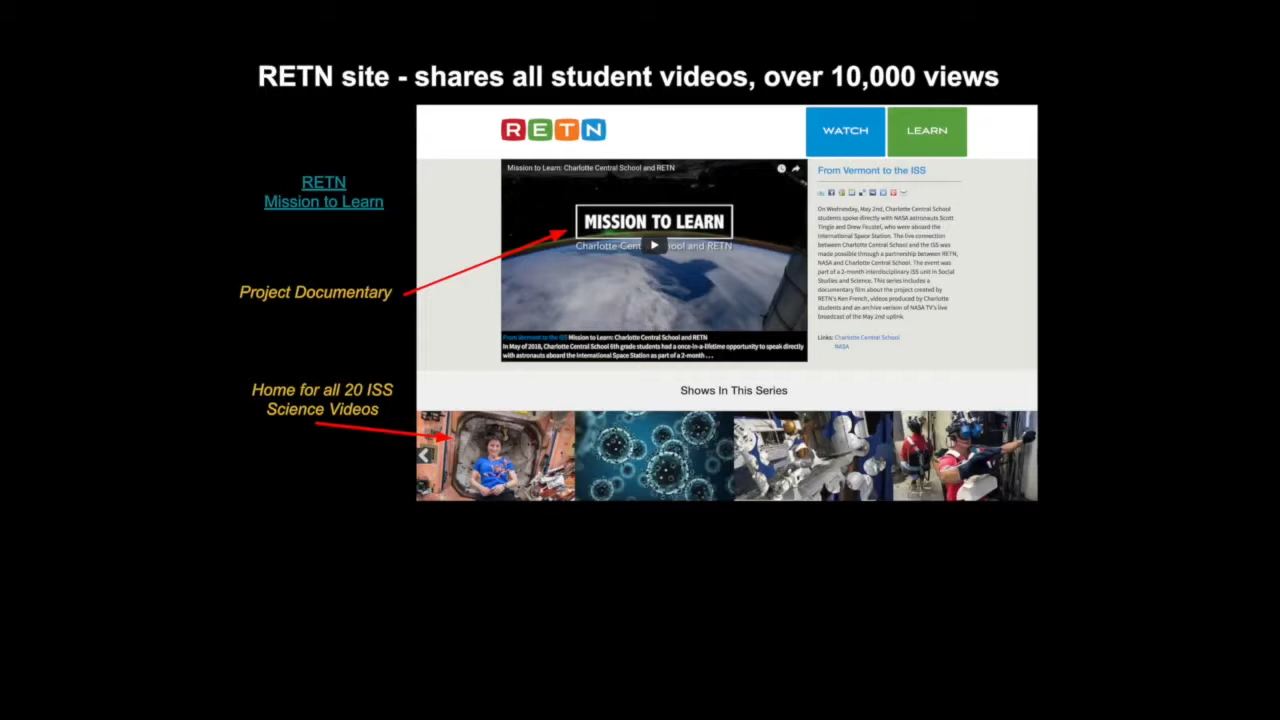 RETN site - shares all student videos, over 10,000 views
RETN
WATCH
LEARN
RETN
Mission to Learn
Mission to Learn: Charlotte Central School and RETN
MISSION TO LEARN
Charlotte Cent ool and RETN
From Vermont to the ISS Mission to Learn: Charlotte Central School and RETN
In May of 2018, Charlotte Central School 6th grade students had a once-in-a-lifetime opportunity to speak directly
with astronauts aboard the International Space Station as part of a 2-month . . .
From Vermont to the ISS
On Wednesday, May 2nd, Charlotte Central School
students spoke directly with NASA astronauts Scott
Tingle and Drew Feustel, who were aboard the
International Space Station. The live connection
between Charlotte Central School and the ISS was
made possible through a partnership between RETN,
NASA and Charlotte Central School. The event was
part of a 2-month interdisciplinary ISS unit in Social
Studies and Science. This series includes a
documentary film about the project created by
RETN's Ken French, videos produced by Charlotte
students and an archive verison of NASA TV's live
broadcast of the May 2nd uplink.
Links: Charlotte Central School
NASA
Project Documentary
Home for all 20 ISS
Science Videos
Shows In This Series